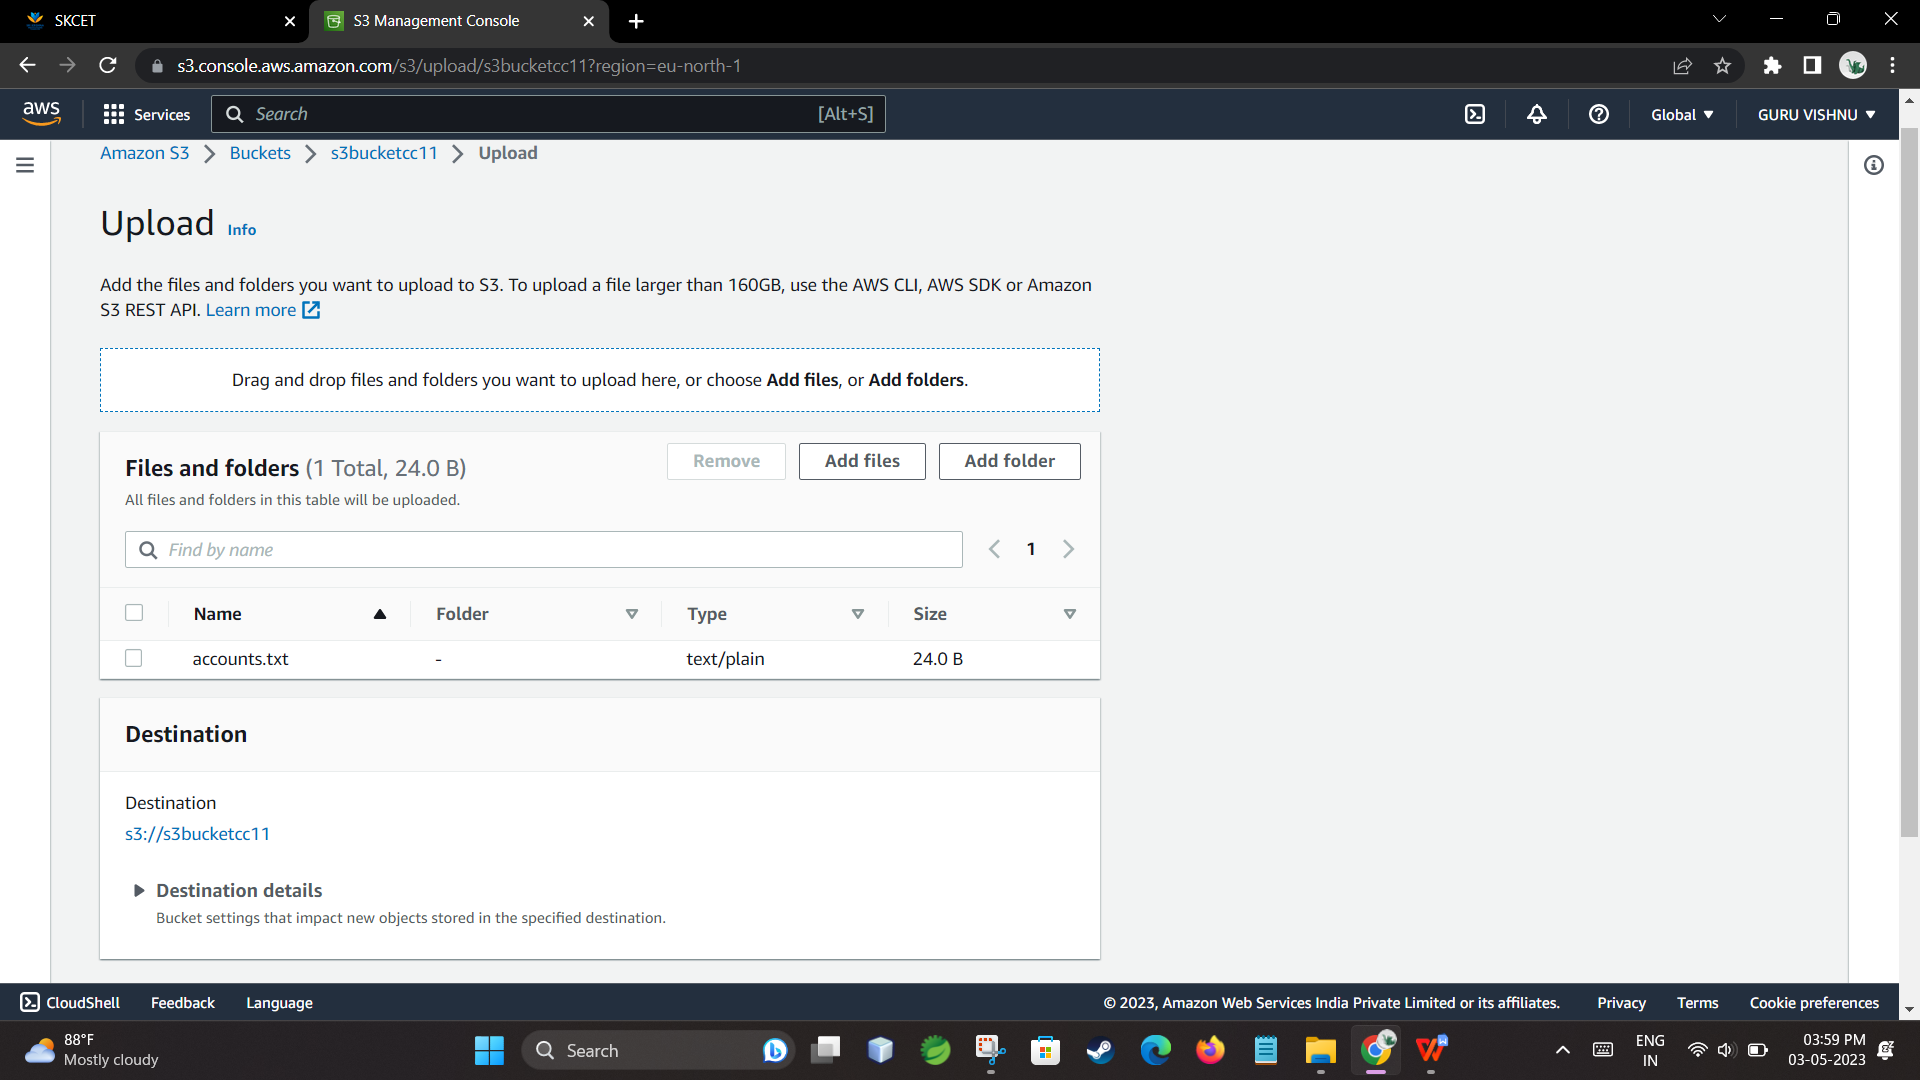 SKCET
S3 Management Console
s3.console.aws.amazon.com/s3/upload/s3bucketcc11?region=eu-north-1
aws
Services
Search
[Alt+S]
Global
GURU VISHNU
Amazon S3
Buckets
s3bucketcc11
Upload
Upload
Info
Add the files and folders you want to upload to S3. To upload a file larger than 160GB, use the AWS CLI, AWS SDK or Amazon
S3 REST API. Learn more
Drag and drop files and folders you want to upload here, or choose Add files, or Add folders.
Files and folders (1 Total, 24.0 B)
Remove
Add files
Add folder
All files and folders in this table will be uploaded.
Find by name
1
Name
Folder
Type
Size
accounts.txt
-
text/plain
24.0 B
Destination
Destination
s3://s3bucketcc11
Destination details
Bucket settings that impact new objects stored in the specified destination.
CloudShell
Feedback
Language
© 2023, Amazon Web Services India Private Limited or its affiliates.
Privacy
Terms
Cookie preferences
88°F
Mostly cloudy
Search
ENG
IN
03:59 PM
03-05-2023